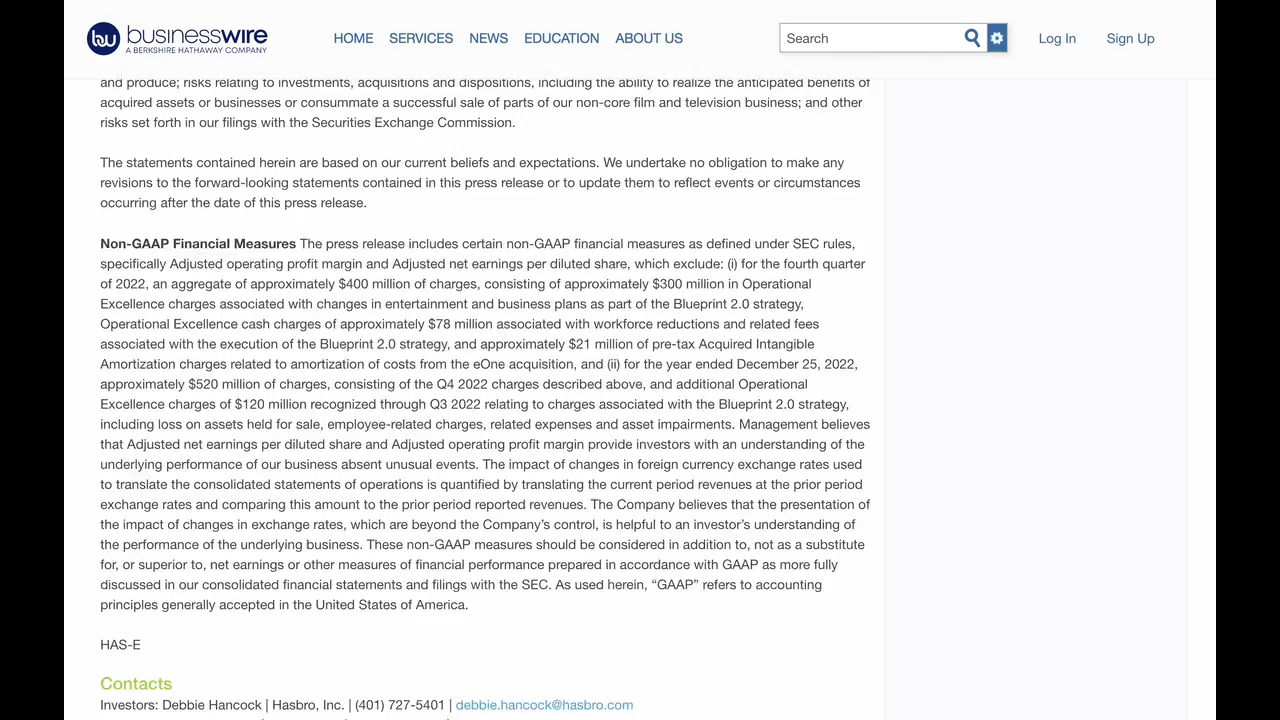 businesswire
A BERKSHIRE HATHAWAY COMPANY
HOME SERVICES NEWS EDUCATION ABOUT US
Search
Log In Sign Up
and produce; risks relating to investments, acquisitions and dispositions, including the ability to realize the anticipated benefits of
acquired assets or businesses or consummate a successful sale of parts of our non-core film and television business; and other
risks set forth in our filings with the Securities Exchange Commission.
The statements contained herein are based on our current beliefs and expectations. We undertake no obligation to make any
revisions to the forward-looking statements contained in this press release or to update them to reflect events or circumstances
occurring after the date of this press release.
Non-GAAP Financial Measures The press release includes certain non-GAAP financial measures as defined under SEC rules,
specifically Adjusted operating profit margin and Adjusted net earnings per diluted share, which exclude: (i) for the fourth quarter
of 2022, an aggregate of approximately $400 million of charges, consisting of approximately $300 million in Operational
Excellence charges associated with changes in entertainment and business plans as part of the Blueprint 2.0 strategy,
Operational Excellence cash charges of approximately $78 million associated with workforce reductions and related fees
associated with the execution of the Blueprint 2.0 strategy, and approximately $21 million of pre-tax Acquired Intangible
Amortization charges related to amortization of costs from the eOne acquisition, and (ii) for the year ended December 25, 2022,
approximately $520 million of charges, consisting of the Q4 2022 charges described above, and additional Operational
Excellence charges of $120 million recognized through Q3 2022 relating to charges associated with the Blueprint 2.0 strategy,
including loss on assets held for sale, employee-related charges, related expenses and asset impairments. Management believes
that Adjusted net earnings per diluted share and Adjusted operating profit margin provide investors with an understanding of the
underlying performance of our business absent unusual events. The impact of changes in foreign currency exchange rates used
to translate the consolidated statements of operations is quantified by translating the current period revenues at the prior period
exchange rates and comparing this amount to the prior period reported revenues. The Company believes that the presentation of
the impact of changes in exchange rates, which are beyond the Company’s control, is helpful to an investor’s understanding of
the performance of the underlying business. These non-GAAP measures should be considered in addition to, not as a substitute
for, or superior to, net earnings or other measures of financial performance prepared in accordance with GAAP as more fully
discussed in our consolidated financial statements and filings with the SEC. As used herein, “GAAP” refers to accounting
principles generally accepted in the United States of America.
HAS-E
Contacts
Investors: Debbie Hancock | Hasbro, Inc. | (401) 727-5401 | debbie.hancock@hasbro.com